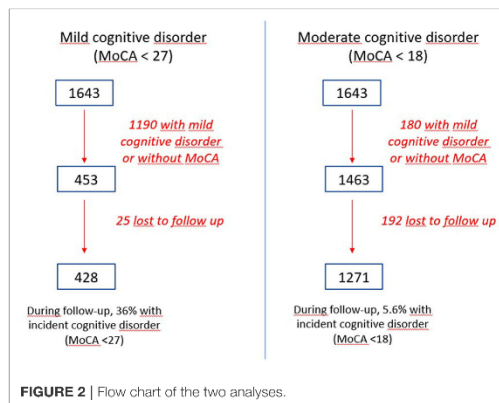 Mild cognitive disorder
(MoCA < 27)
1643
1190 with mild
cognitive disorder
or without MoCA
453
25 lost to follow up
428
During follow-up, 36% with
incident cognitive disorder
(MoCA <27)
Moderate cognitive disorder
(MoCA < 18)
1643
180 with mild
cognitive disorder
or without MoCA
1463
192 lost to follow up
1271
During follow-up, 5.6% with
incident cognitive disorder
(MoCA <18)
FIGURE 2 | Flow chart of the two analyses.